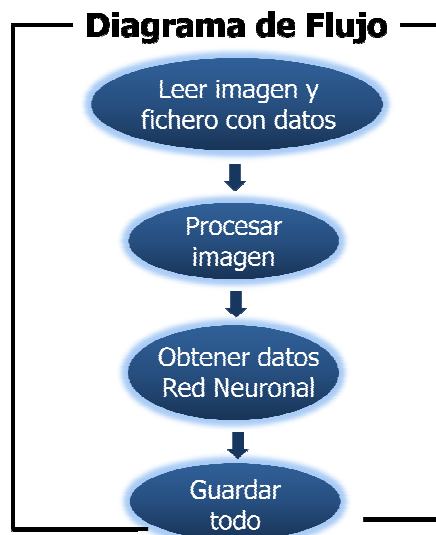 Diagrama de Flujo
Leer imagen y
fichero con datos
Procesar
imagen
Obtener datos
Red Neuronal
Guardar
todo